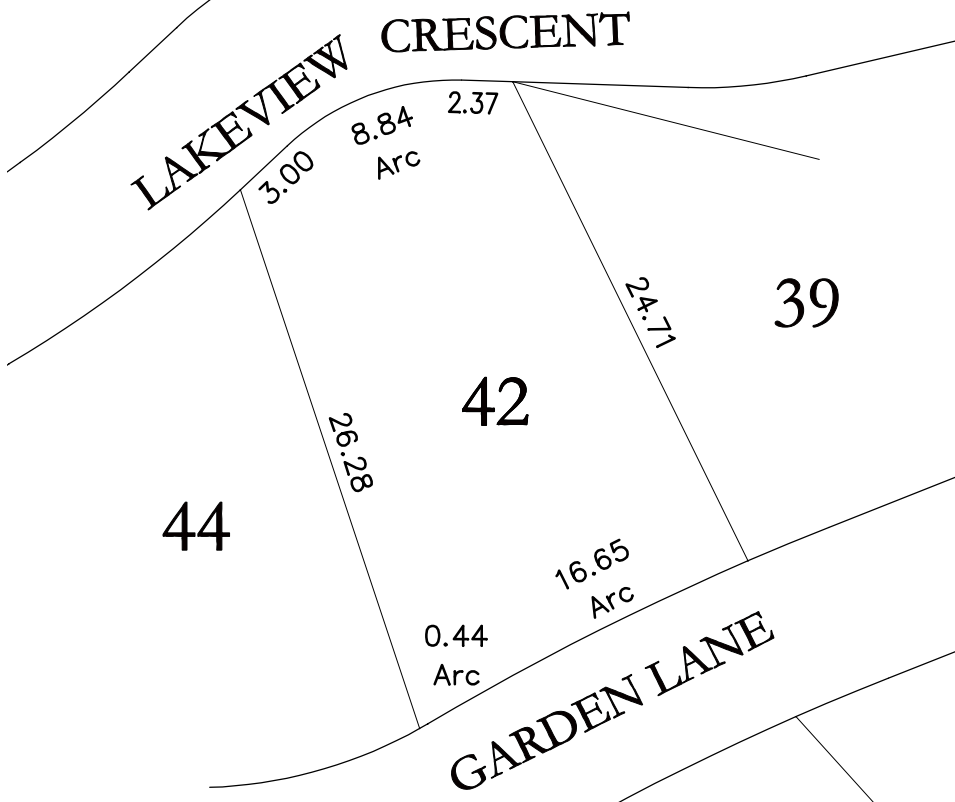 LAKEVIEW CRESCENT
3.00
8.84
Arc
2.37
24.71
39
42
26.28
44
16.65
Arc
0.44
Arc
GARDEN LANE